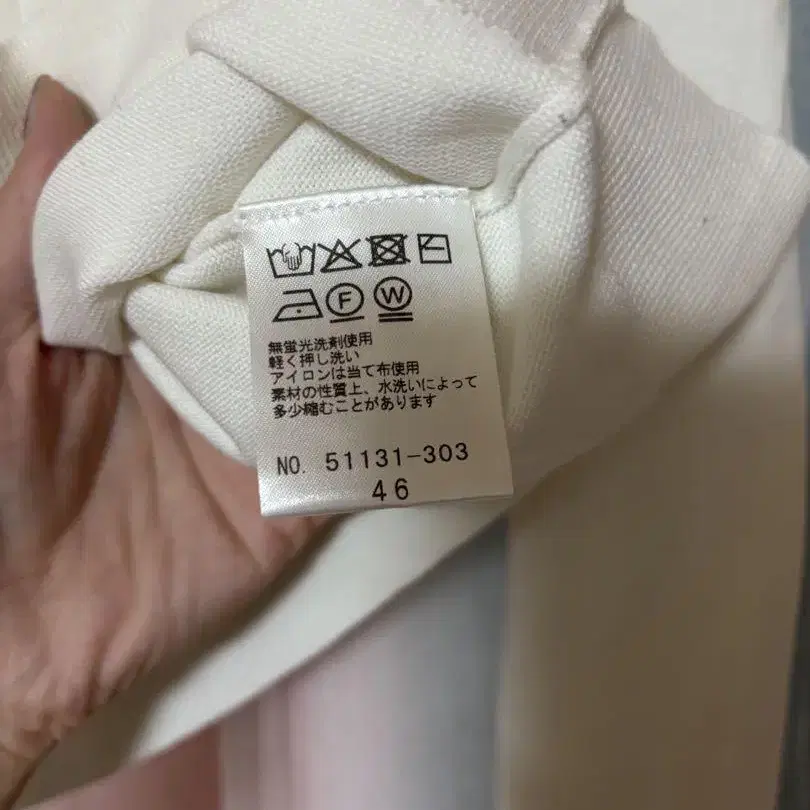 F W
無蛍光洗剤使用
軽く押し洗い
アイロンは当て布使用
素材の性質上、水洗いによって
多少縮むことがあります
NO. 51131-303
46